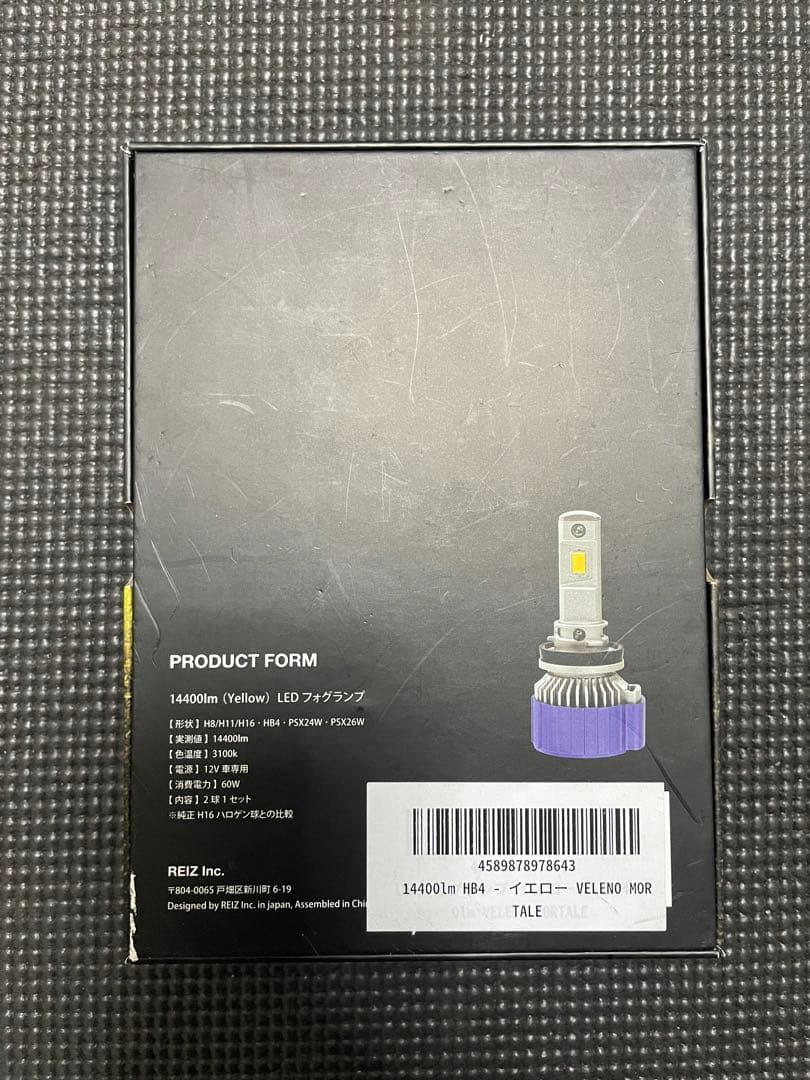 PRODUCT FORM
14400lm（Yellow）LED フォグランプ
【形状】H8/H11/H16・HB4・PSX24W・PSX26W
【実測値】14400lm
【色温度】3100k
【電源】12V 車専用
【消費電力】60W
【内容】2 球 1 セット
※純正 H16 ハロゲン球との比較
REIZ Inc.
〒804-0065 戸畑区新川町 6-19
Designed by REIZ Inc. in japan, Assembled in Chi
4589878978643
14400lm HB4 - イエロー VELENO MOR
TALE